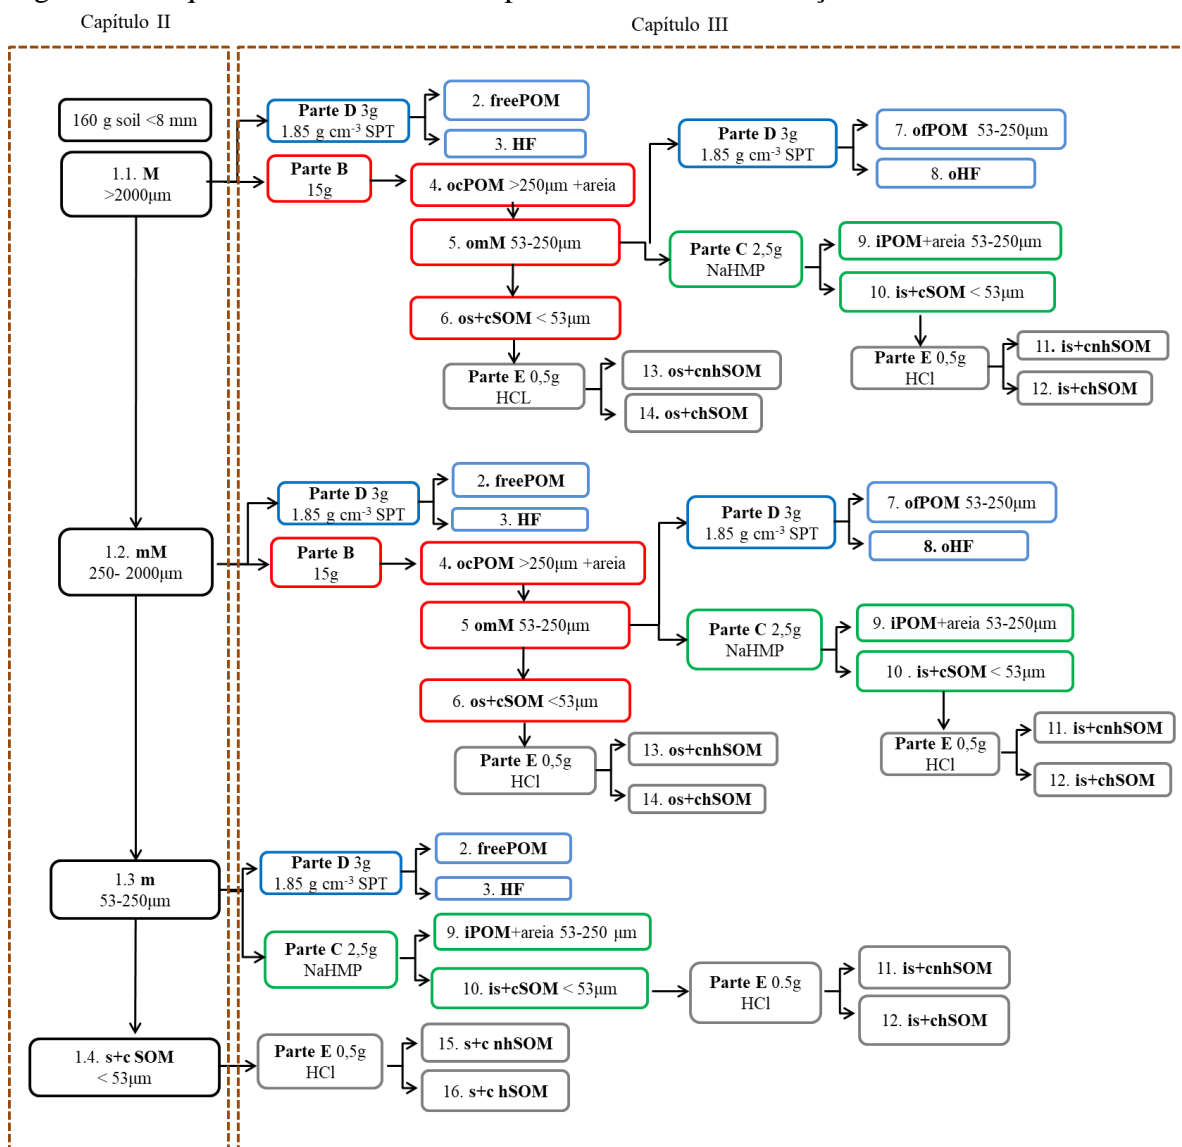 Capítulo II
Capítulo III
160 g soil <8 mm
1.1. M
>2000μm
Parte D 3g
1.85 g cm-3 SPT
2. freePOM
3. HF
Parte B
15g
4. ocPOM >250μm +areia
5. omM 53-250μm
6. os+cSOM < 53μm
Parte E 0,5g
HCL
13. os+cnhSOM
14. os+chSOM
Parte D 3g
1.85 g cm-3 SPT
7. ofPOM 53-250μm
8. oHF
Parte C 2,5g
NaHMP
9. iPOM+areia 53-250μm
10. is+cSOM < 53μm
Parte E 0,5g
HCl
11. is+cnhSOM
12. is+chSOM
1.2. mM
250- 2000μm
Parte D 3g
1.85 g cm-3 SPT
2. freePOM
3. HF
Parte B
15g
4. ocPOM >250μm +areia
5 omM 53-250μm
6. os+cSOM <53μm
Parte E 0,5g
HCl
13. os+cnhSOM
14. os+chSOM
Parte D 3g
1.85 g cm-3 SPT
7. ofPOM 53-250μm
8. oHF
Parte C 2,5g
NaHMP
9. iPOM+areia 53-250μm
10 . is+cSOM < 53μm
Parte E 0,5g
HCl
11. is+cnhSOM
12. is+chSOM
1.3 m
53-250μm
Parte D 3g
1.85 g cm-3 SPT
2. freePOM
3. HF
Parte C 2,5g
NaHMP
9. iPOM+areia 53-250 μm
10. is+cSOM < 53μm
Parte E 0.5g
HCl
11. is+cnhSOM
12. is+chSOM
1.4. s+c SOM
< 53μm
Parte E 0,5g
HCl
15. s+c nhSOM
16. s+c hSOM